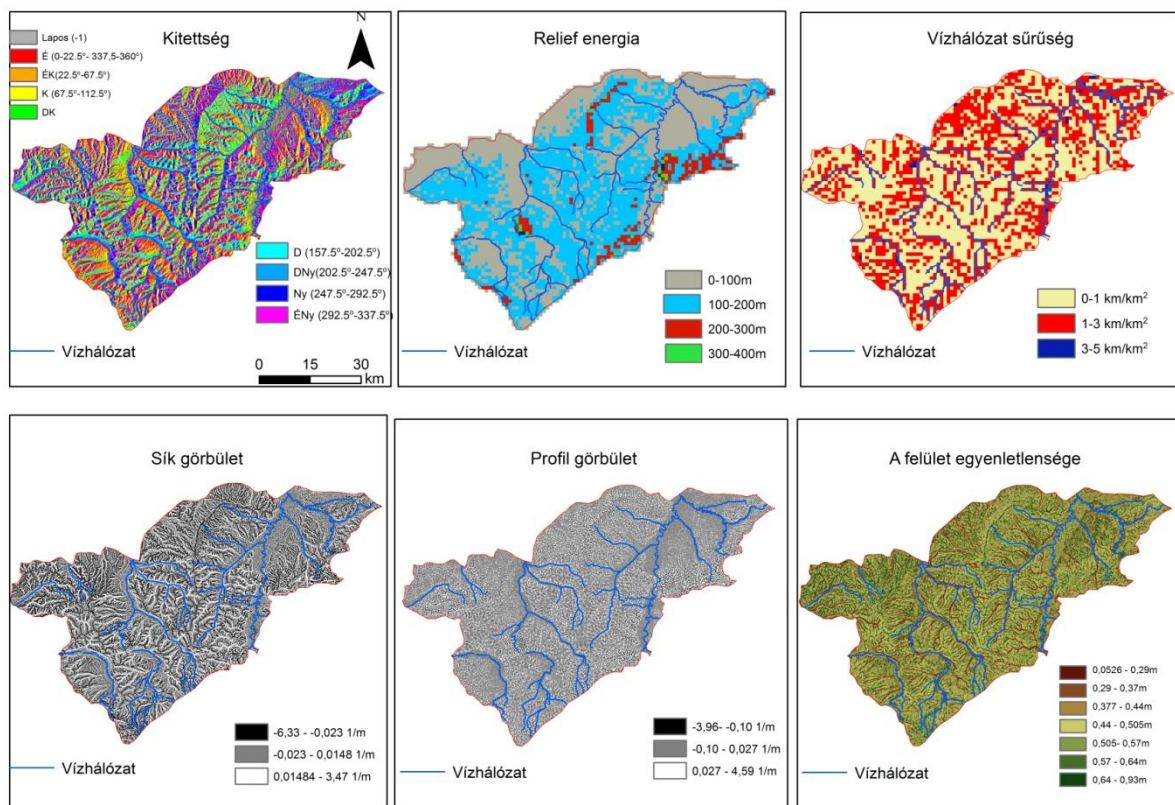 N
Kitettség
Lapos (-1)
É (0-22.5°- 337,5-360°)
ÉK(22.5°-67.5°)
K (67.5°-112.5°)
DK
D (157.5°-202.5°)
DNy(202.5°-247.5°)
Ny (247.5°-292.5°)
ÉNy (292.5°-337.5°)
Vízhálózat
0 15 30
km
Relief energia
0-100m
100-200m
200-300m
300-400m
Vízhálózat
Vízhálózat sűrűség
0-1 km/km²
1-3 km/km²
3-5 km/km²
Vízhálózat
Sík görbület
-6,33 - -0,023 1/m
-0,023 - 0,0148 1/m
0,01484 - 3,47 1/m
Vízhálózat
Profil görbület
-3,96- -0,10 1/m
-0,10 - 0,027 1/m
0,027 - 4,59 1/m
Vízhálózat
A felület egyenletlensége
0,0526 - 0,29m
0,29 - 0,37m
0,377 - 0,44m
0,44 - 0,505m
0,505- 0,57m
0,57 - 0,64m
0,64 - 0,93m
Vízhálózat